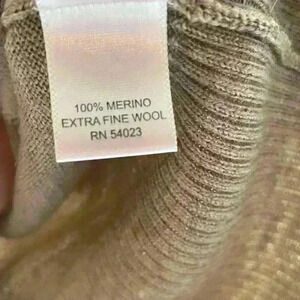 100% MERINO
EXTRA FINE WOOL
RN 54023